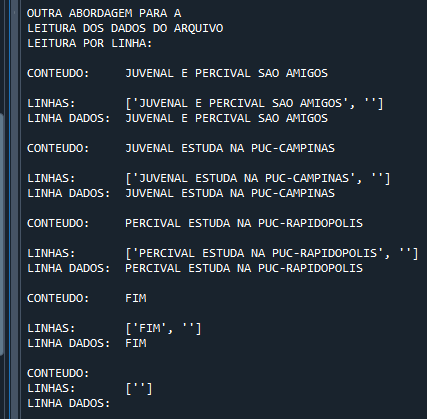 OUTRA ABORDAGEM PARA A
LEITURA DOS DADOS DO ARQUIVO
LEITURA POR LINHA:
CONTEUDO: JUVENAL E PERCIVAL SAO AMIGOS
LINHAS: ['JUVENAL E PERCIVAL SAO AMIGOS', '']
LINHA DADOS: JUVENAL E PERCIVAL SAO AMIGOS
CONTEUDO: JUVENAL ESTUDA NA PUC-CAMPINAS
LINHAS: ['JUVENAL ESTUDA NA PUC-CAMPINAS', '']
LINHA DADOS: JUVENAL ESTUDA NA PUC-CAMPINAS
CONTEUDO: PERCIVAL ESTUDA NA PUC-RAPIDOPOLIS
LINHAS: ['PERCIVAL ESTUDA NA PUC-RAPIDOPOLIS', '']
LINHA DADOS: PERCIVAL ESTUDA NA PUC-RAPIDOPOLIS
CONTEUDO: FIM
LINHAS: ['FIM', '']
LINHA DADOS: FIM
CONTEUDO:
LINHAS: ['']
LINHA DADOS: